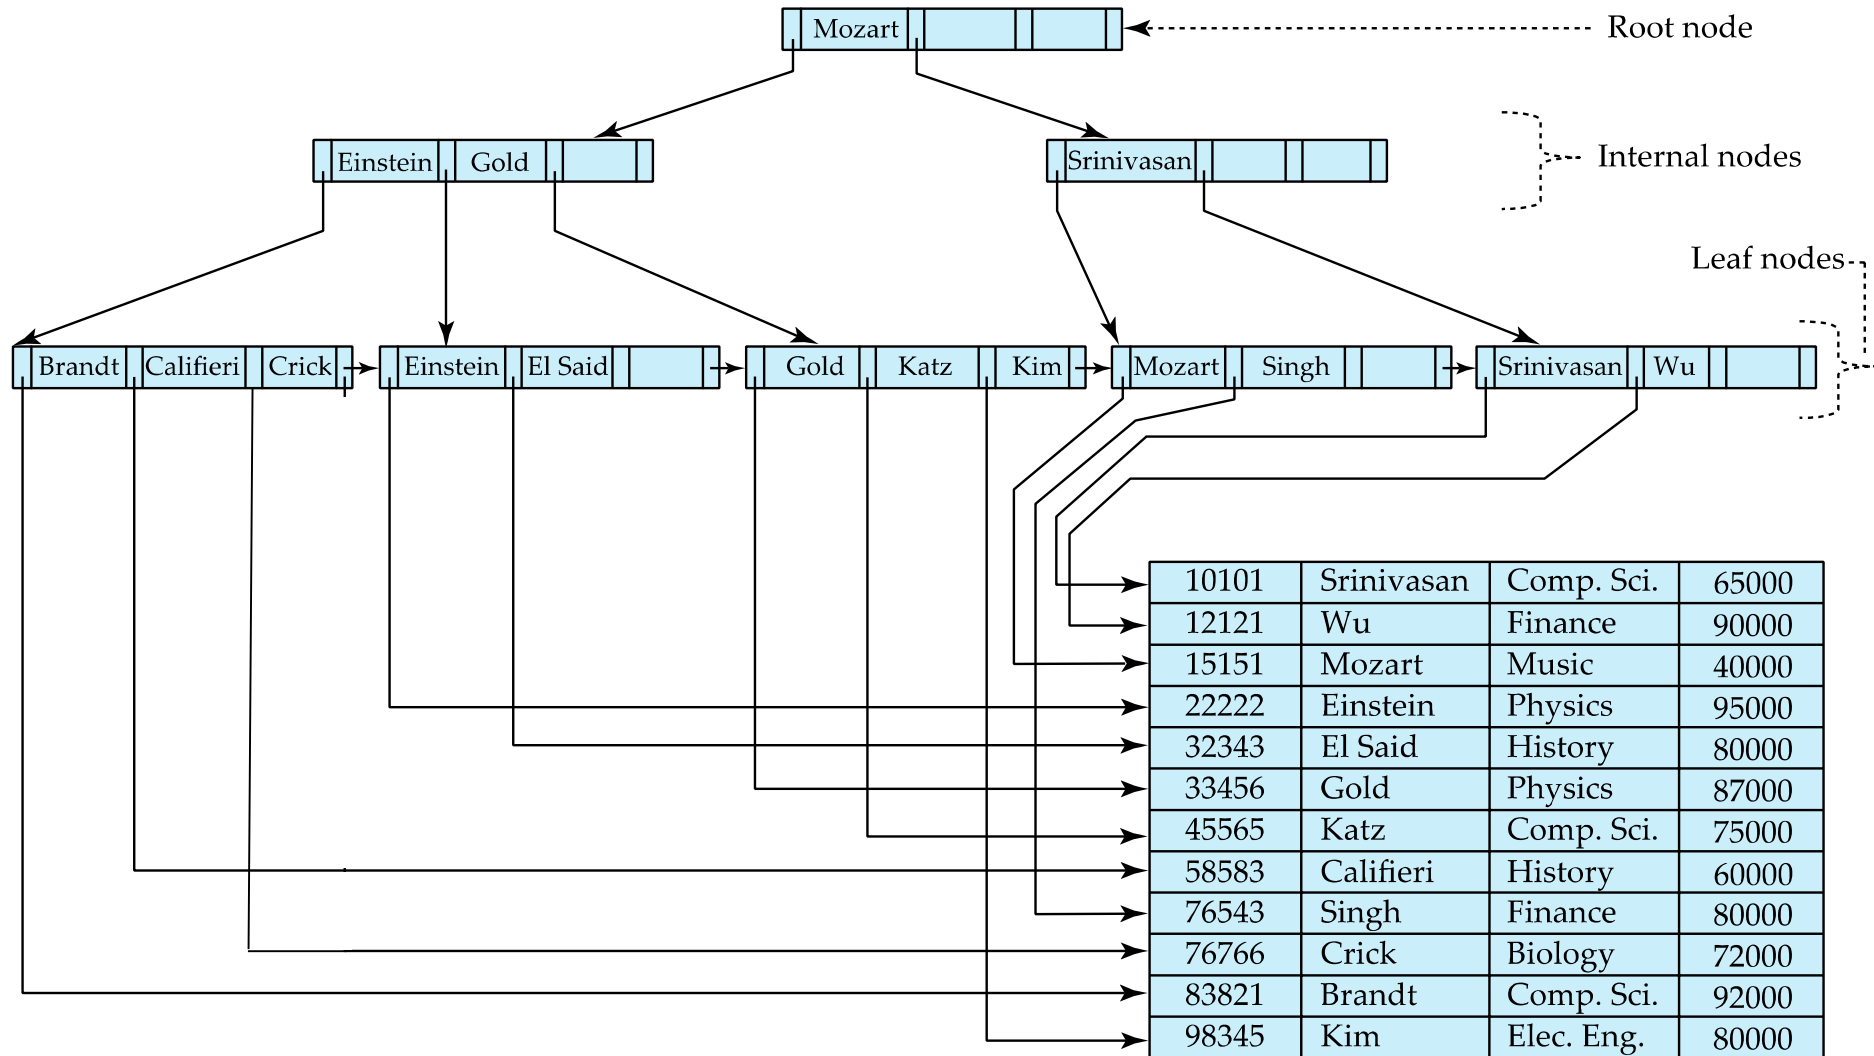 Mozart
Root node
Einstein Gold
Srinivasan
Internal nodes
Leaf nodes
Brandt Califieri Crick
Einstein El Said
Gold Katz Kim
Mozart Singh
Srinivasan Wu
10101 Srinivasan Comp. Sci. 65000
12121 Wu Finance 90000
15151 Mozart Music 40000
22222 Einstein Physics 95000
32343 El Said History 80000
33456 Gold Physics 87000
45565 Katz Comp. Sci. 75000
58583 Califieri History 60000
76543 Singh Finance 80000
76766 Crick Biology 72000
83821 Brandt Comp. Sci. 92000
98345 Kim Elec. Eng. 80000